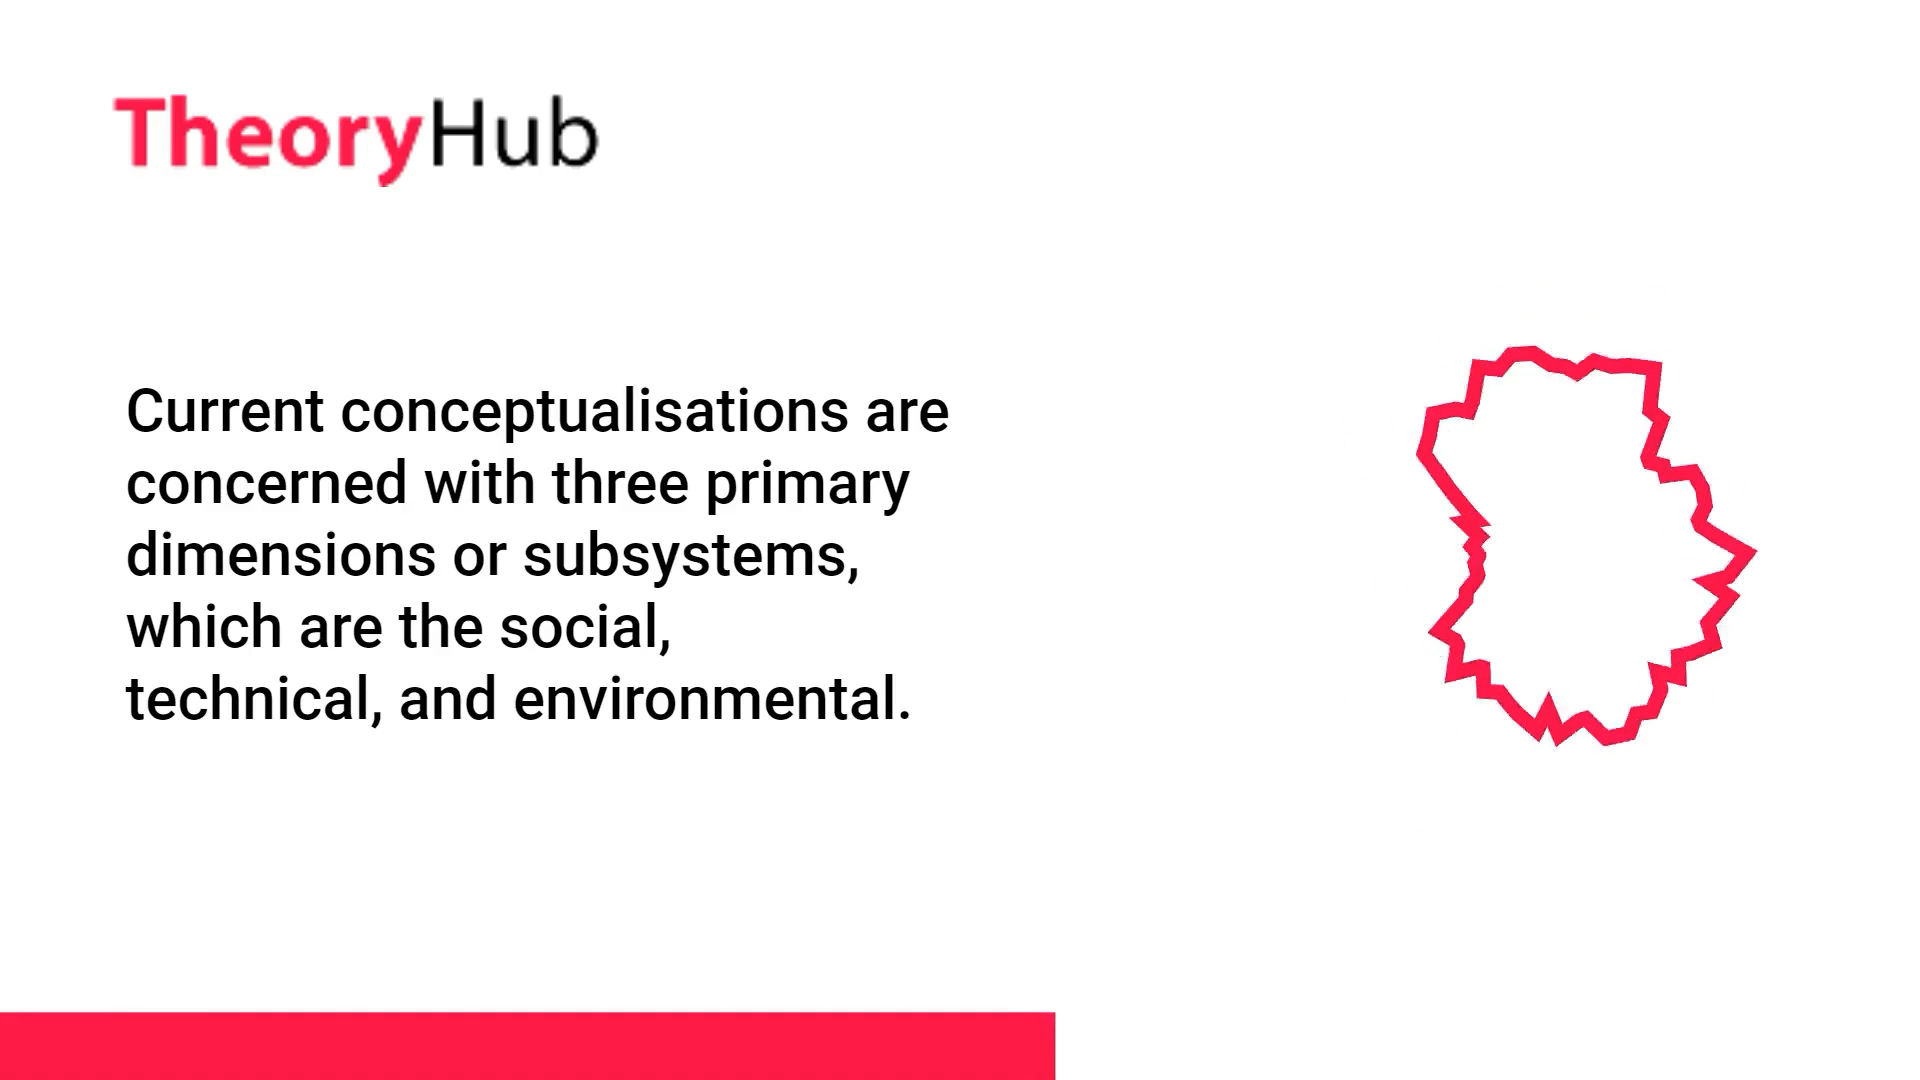 TheoryHub
Current conceptualisations are
concerned with three primary
dimensions or subsystems,
which are the social,
technical, and environmental.